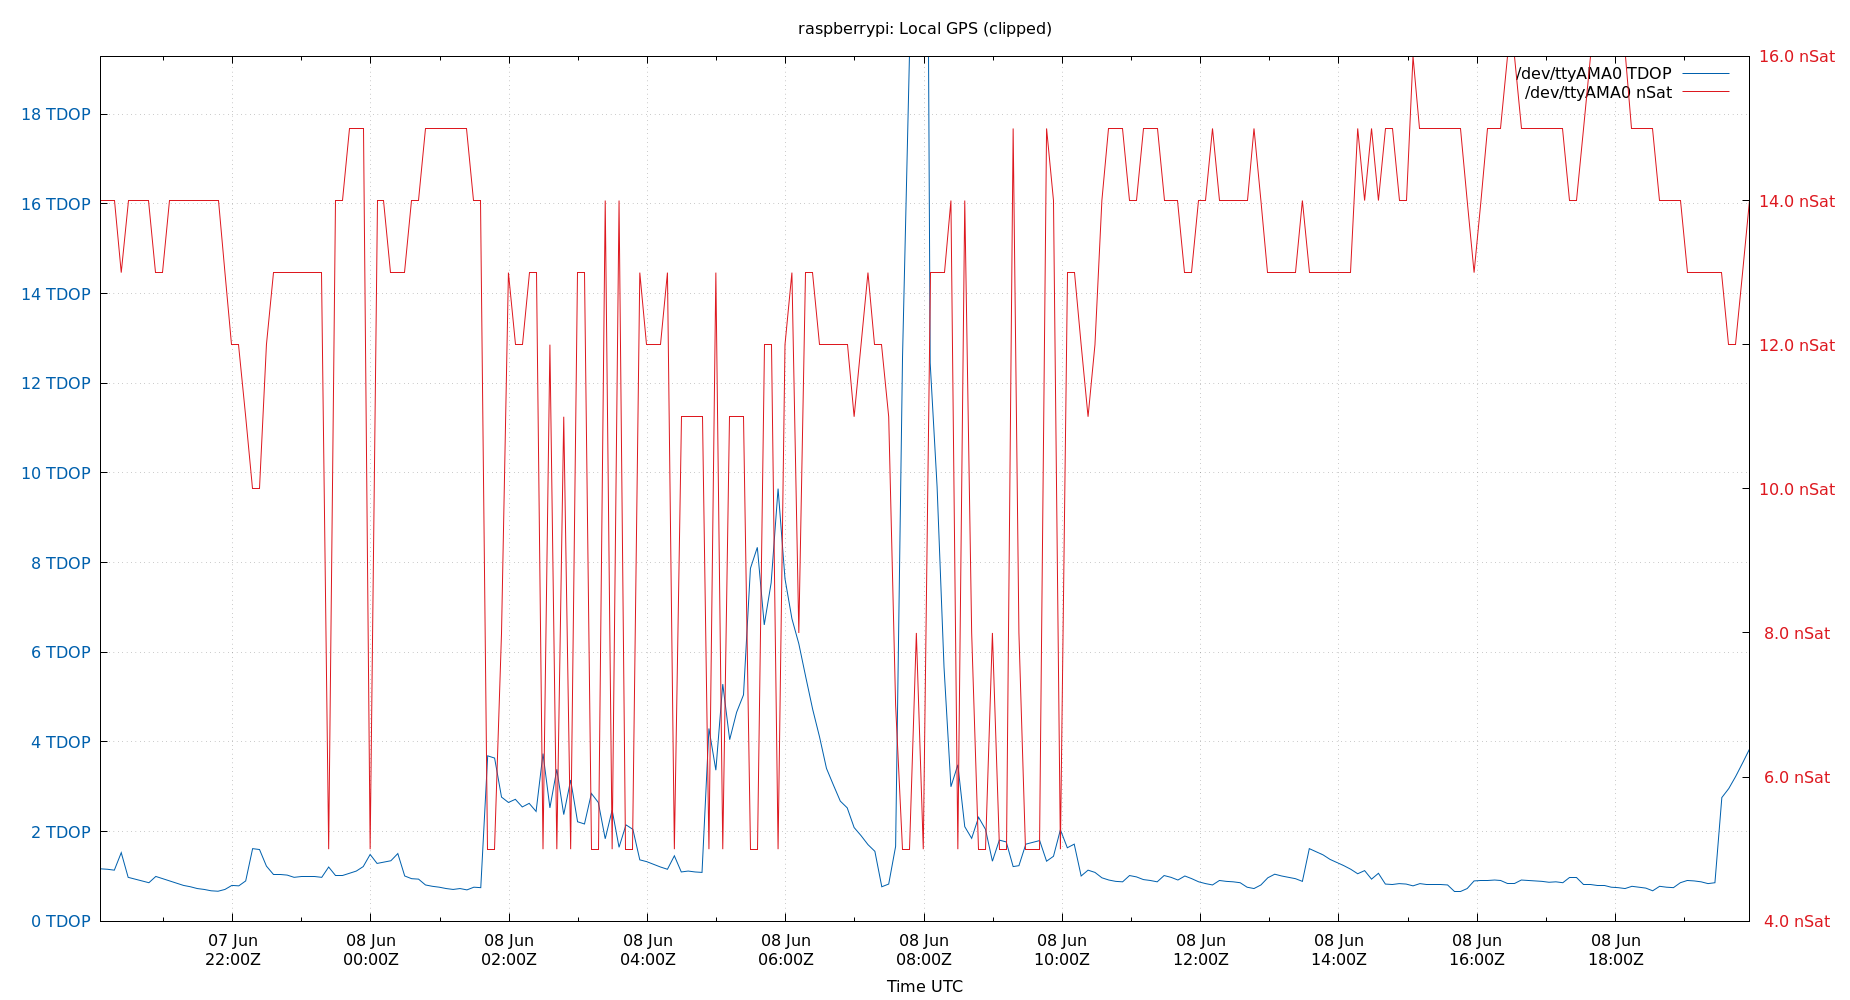 raspberrypi: Local GPS (clipped)
16.0 nSat
/dev/ttyAMA0 TDOP
/dev/ttyAMA0 nSat
18 TDOP
16 TDOP
14.0 nSat
14 TDOP
12.0 nSat
12 TDOP
10 TDOP
10.0 nSat
8 TDOP
8.0 nSat
6 TDOP
4 TDOP
6.0 nSat
2 TDOP
0 TDOP
4.0 nSat
07 Jun 08 Jun 08 Jun 08 Jun 08 Jun 08 Jun 08 Jun 08 Jun 08 Jun 08 Jun 08 Jun
22:00Z 00:00Z 02:00Z 04:00Z 06:00Z 08:00Z 10:00Z 12:00Z 14:00Z 16:00Z 18:00Z
Time UTC